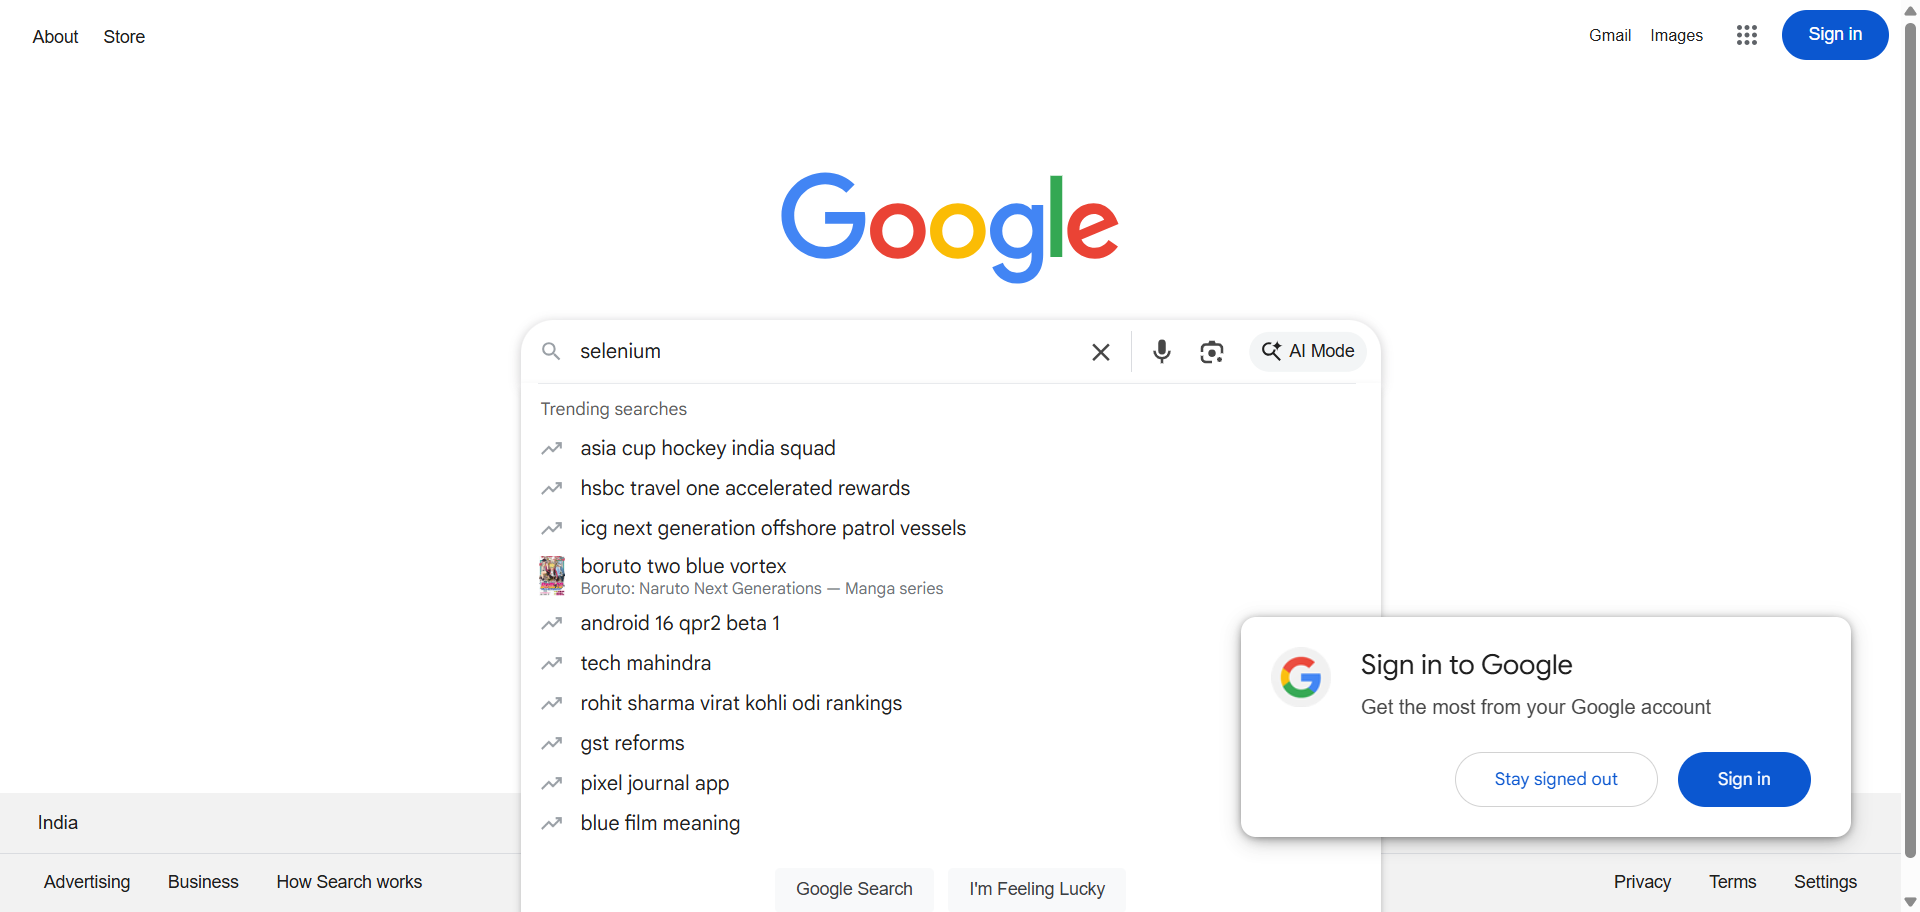 About Store
Gmail Images Sign in
Google
selenium
AI Mode
Trending searches
asia cup hockey india squad
hsbc travel one accelerated rewards
icg next generation offshore patrol vessels
boruto two blue vortex
Boruto: Naruto Next Generations — Manga series
android 16 qpr2 beta 1
tech mahindra
rohit sharma virat kohli odi rankings
gst reforms
pixel journal app
blue film meaning
Google Search I'm Feeling Lucky
Sign in to Google
Get the most from your Google account
Stay signed out Sign in
India
Advertising Business How Search works
Privacy Terms Settings